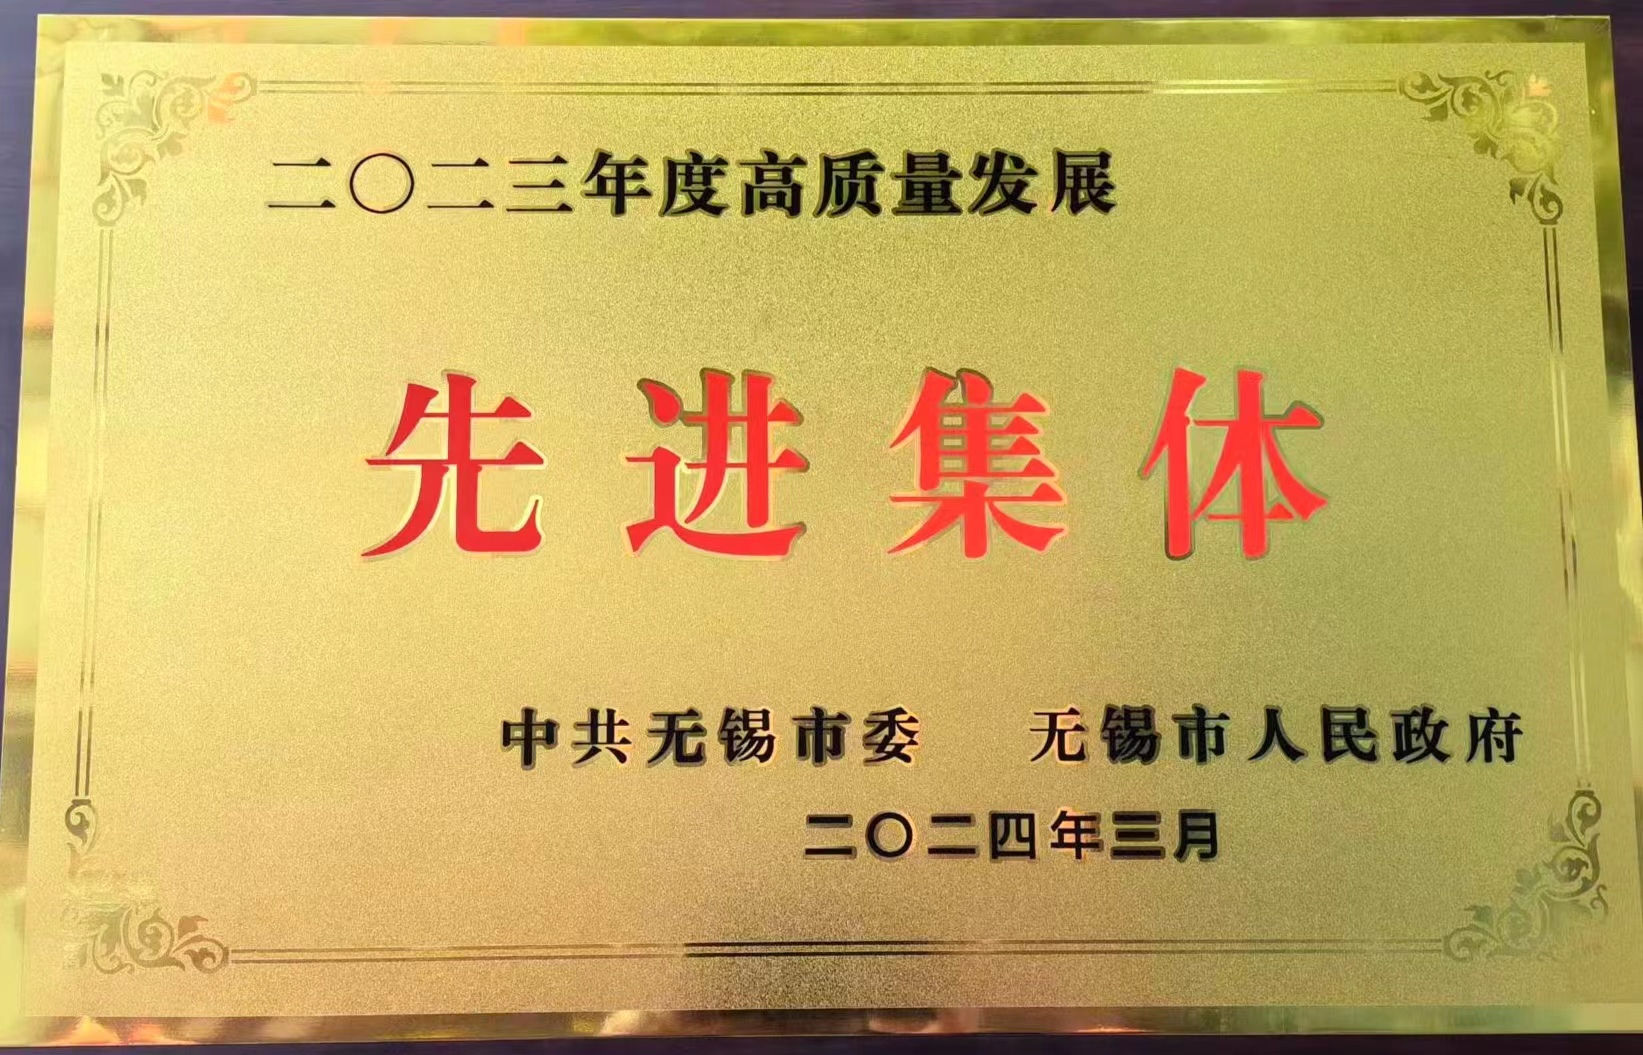 二〇二三年度高质量发展
先进集体
中共无锡市委 无锡市人民政府
二〇二四年三月